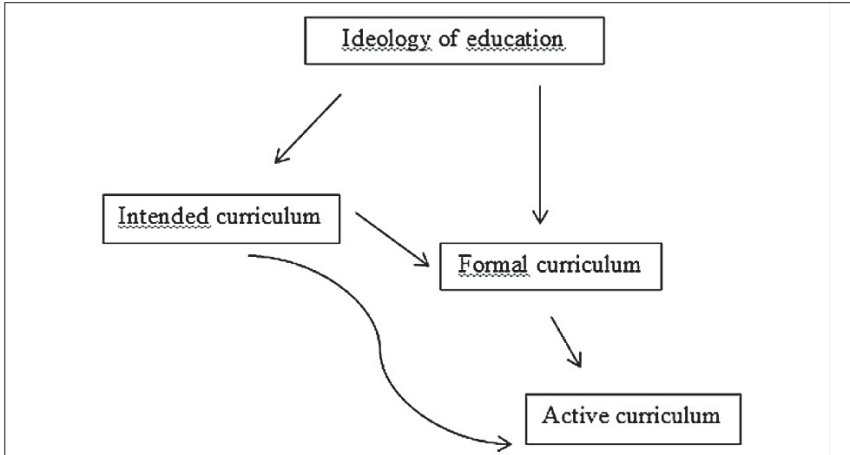 Ideology of education
Intended curriculum
Formal curriculum
Active curriculum